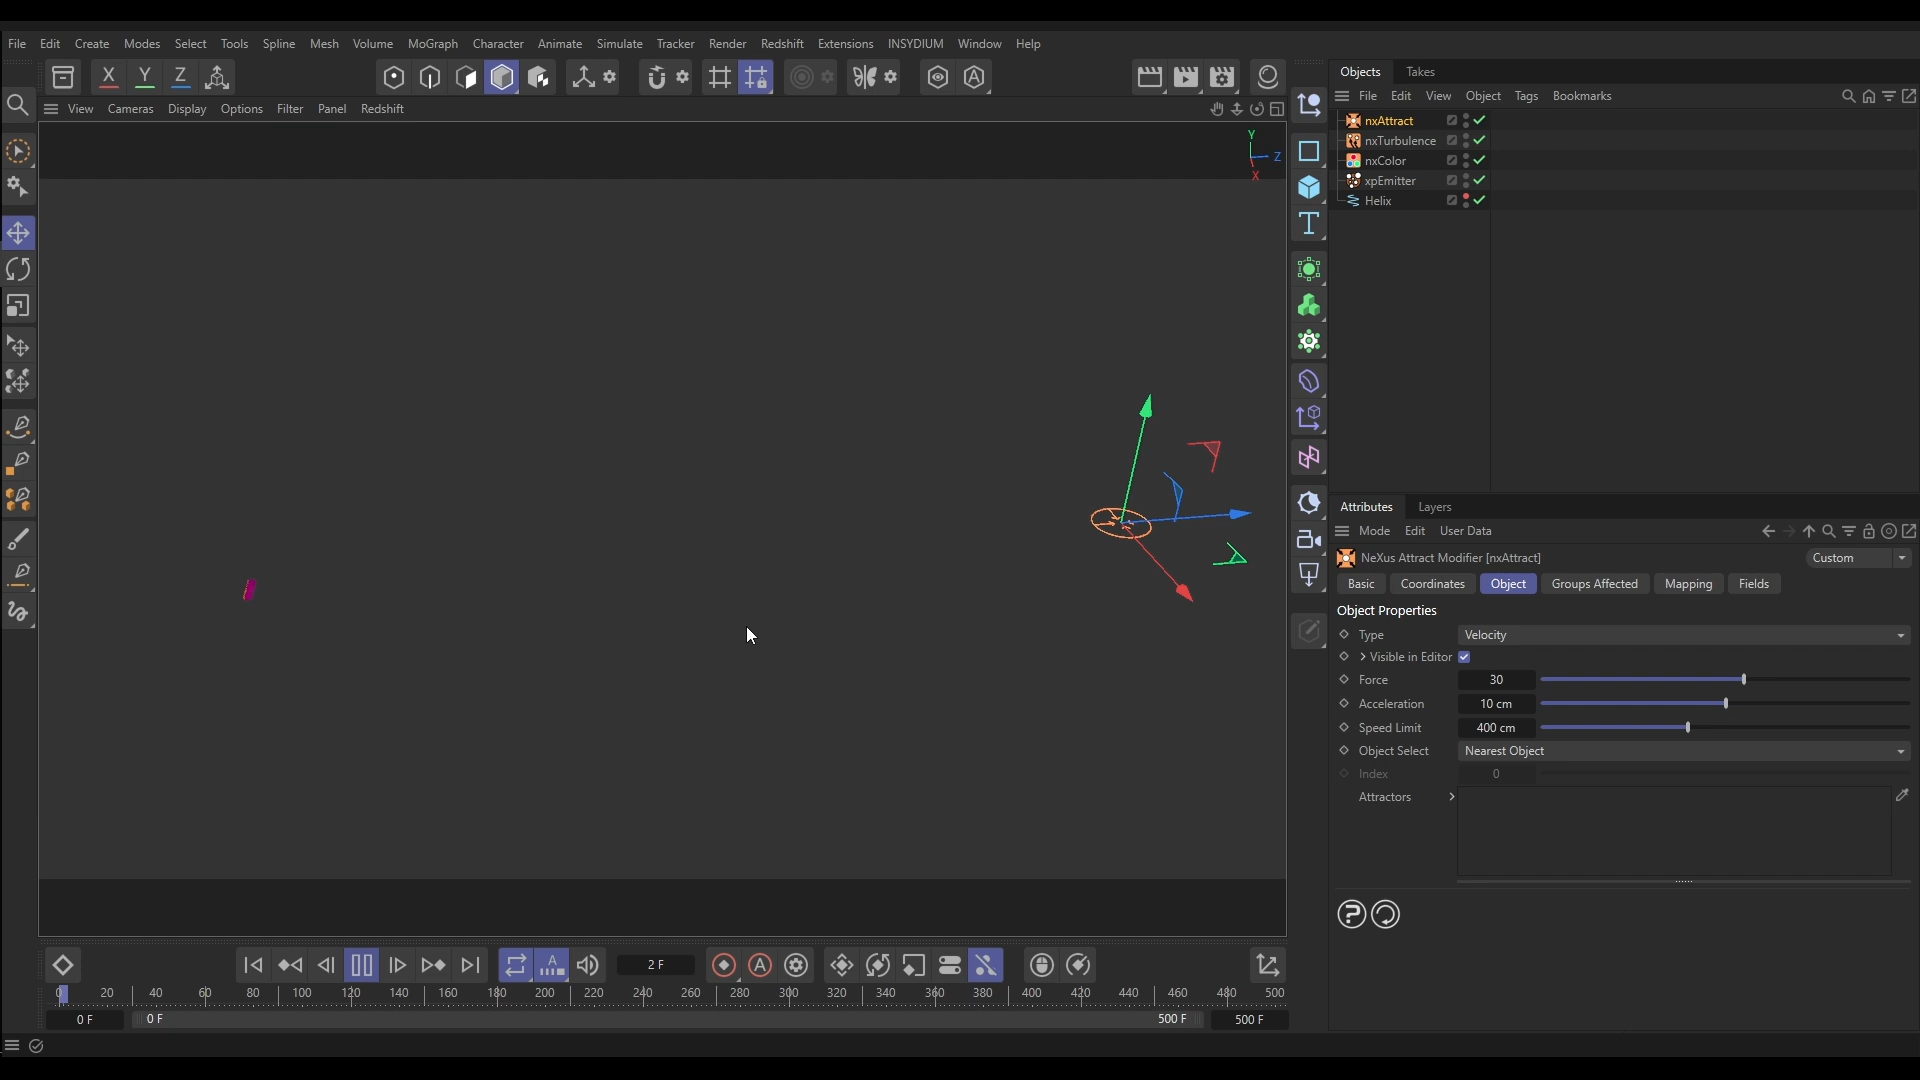 File Edit Create Modes Select Tools Spline Mesh Volume MoGraph Character Animate Simulate Tracker Render Redshift Extensions INSYDIUM Window Help
X Y Z
View Cameras Display Options Filter Panel Redshift
Y
Z
X
Objects Takes
File Edit View Object Tags Bookmarks
nxAttract
nxTurbulence
nxColor
xpEmitter
Helix
Attributes Layers
Mode Edit User Data
NeXus Attract Modifier [nxAttract]
Custom
Basic Coordinates Object Groups Affected Mapping Fields
Object Properties
Type Velocity
Visible in Editor
Force 30
Acceleration 10 cm
Speed Limit 400 cm
Object Select Nearest Object
Index 0
Attractors
2 F
0 20 40 60 80 100 120 140 160 180 200 220 240 260 280 300 320 340 360 380 400 420 440 460 480 500
0 F 0 F 500 F 500 F